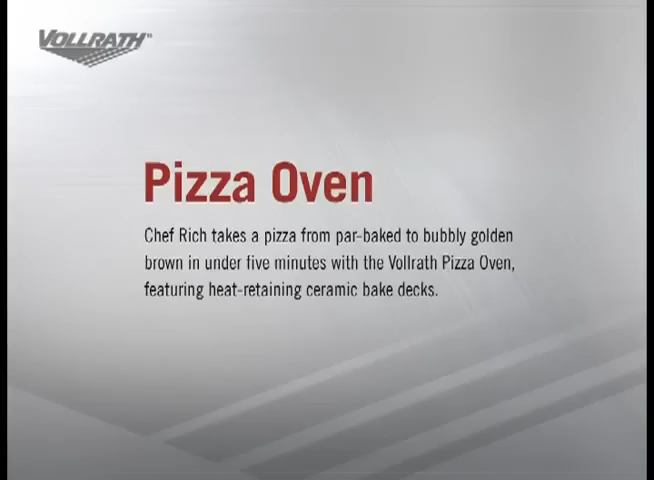 VOLLRATH™
Pizza Oven
Chef Rich takes a pizza from par-baked to bubbly golden
brown in under five minutes with the Vollrath Pizza Oven,
featuring heat-retaining ceramic bake decks.